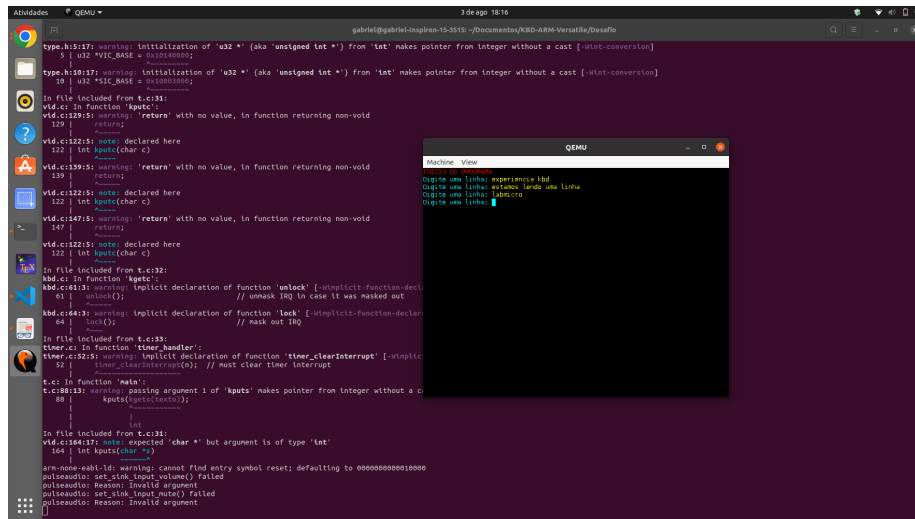 Atividades
QEMU
3 de ago 18:16
gabriel@gabriel-Inspiron-15-3515: ~/Documentos/KBD-ARM-Versatile/Desafio
type.h:5:17: warning: initialization of 'u32 *' {aka 'unsigned int *'} from 'int' makes pointer from integer without a cast [-Wint-conversion]
5 | u32 *VIC_BASE = 0x10140000;
| ^~~~~~~~~~
type.h:10:17: warning: initialization of 'u32 *' {aka 'unsigned int *'} from 'int' makes pointer from integer without a cast [-Wint-conversion]
10 | u32 *SIC_BASE = 0x10003000;
| ^~~~~~~~~~
In file included from t.c:31:
vid.c: In function 'kputc':
vid.c:129:5: warning: 'return' with no value, in function returning non-void
129 | return;
| ^~~~~~
vid.c:122:5: note: declared here
122 | int kputc(char c)
| ^~~~~
vid.c:139:5: warning: 'return' with no value, in function returning non-void
139 | return;
| ^~~~~~
vid.c:122:5: note: declared here
122 | int kputc(char c)
| ^~~~~
vid.c:147:5: warning: 'return' with no value, in function returning non-void
147 | return;
| ^~~~~~
vid.c:122:5: note: declared here
122 | int kputc(char c)
| ^~~~~
In file included from t.c:32:
kbd.c: In function 'kgetc':
kbd.c:61:3: warning: implicit declaration of function 'unlock' [-Wimplicit-function-decl
61 | unlock(); // unmask IRQ in case it was masked out
| ^~~~~~
kbd.c:64:3: warning: implicit declaration of function 'lock' [-Wimplicit-function-declar
64 | lock(); // mask out IRQ
| ^~~~
In file included from t.c:33:
timer.c: In function 'timer_handler':
timer.c:52:5: warning: implicit declaration of function 'timer_clearInterrupt' [-Wimplic
52 | timer_clearInterrupt(n); // must clear timer interrupt
| ^~~~~~~~~~~~~~~~~~~~
t.c: In function 'main':
t.c:88:13: warning: passing argument 1 of 'kputs' makes pointer from integer without a ca
88 | kputs(kgets(texto));
| ^~~~~~~~~~~~
| |
| int
In file included from t.c:31:
vid.c:164:17: note: expected 'char *' but argument is of type 'int'
164 | int kputs(char *s)
| ~~~~~~^
arm-none-eabi-ld: warning: cannot find entry symbol reset; defaulting to 0000000000010000
pulseaudio: set_sink_input_volume() failed
pulseaudio: Reason: Invalid argument
pulseaudio: set_sink_input_mute() failed
pulseaudio: Reason: Invalid argument
QEMU
Machine View
INICIO DO PROGRAMA
Digite uma linha: experiencia kbd
Digite uma linha: estamos lendo uma linha
Digite uma linha: labmicro
Digite uma linha: